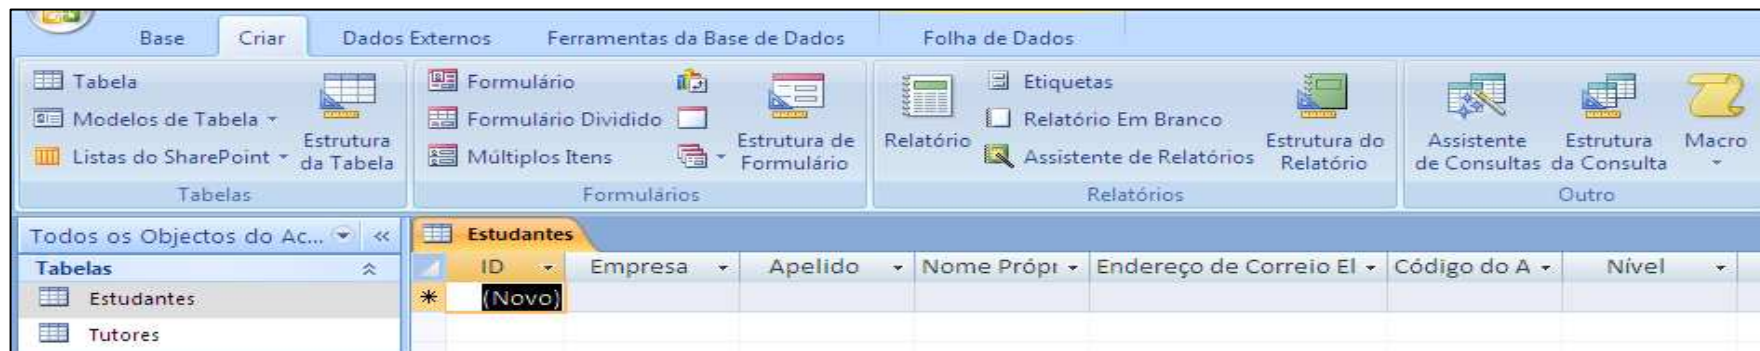 Base Criar Dados Externos Ferramentas da Base de Dados Folha de Dados
Tabela
Modelos de Tabela
Listas do SharePoint
Estrutura
da Tabela
Tabelas
Formulário
Formulário Dividido
Múltiplos Itens
Estrutura de
Formulário
Formulários
Relatório
Etiquetas
Relatório Em Branco
Assistente de Relatórios
Estrutura do
Relatório
Relatórios
Assistente
de Consultas
Estrutura
da Consulta
Macro
Outro
Todos os Objectos do Ac...
Tabelas
Estudantes
Tutores
Estudantes
ID Empresa Apelido Nome Própr Endereço de Correio El Código do A Nível
(Novo)